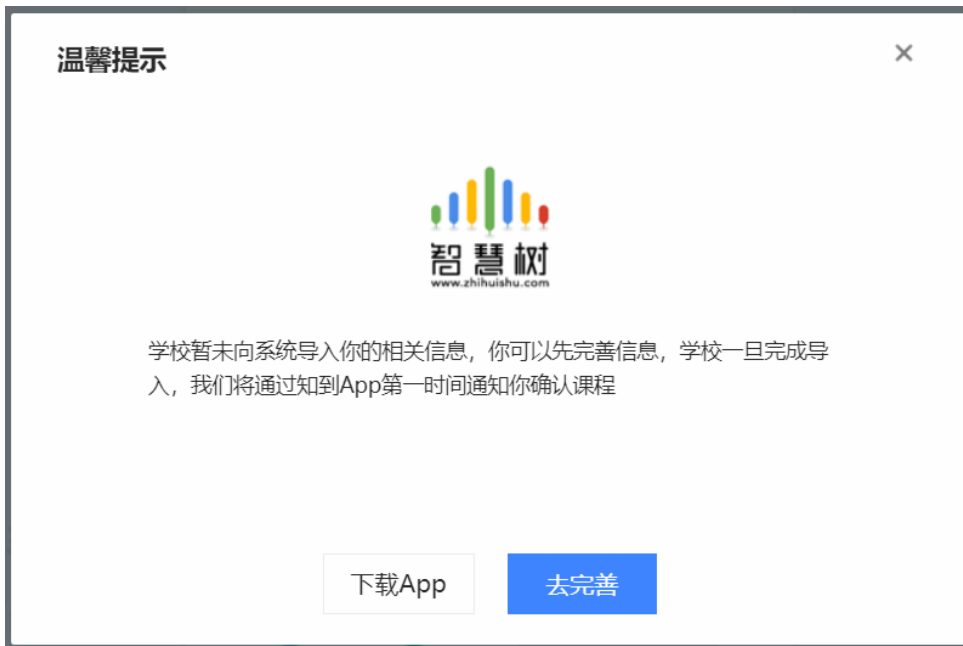 温馨提示
智慧树
www.zhihuishu.com
学校暂未向系统导入你的相关信息，你可以先完善信息，学校一旦完成导
入，我们将通过知到App第一时间通知你确认课程
下载App
去完善